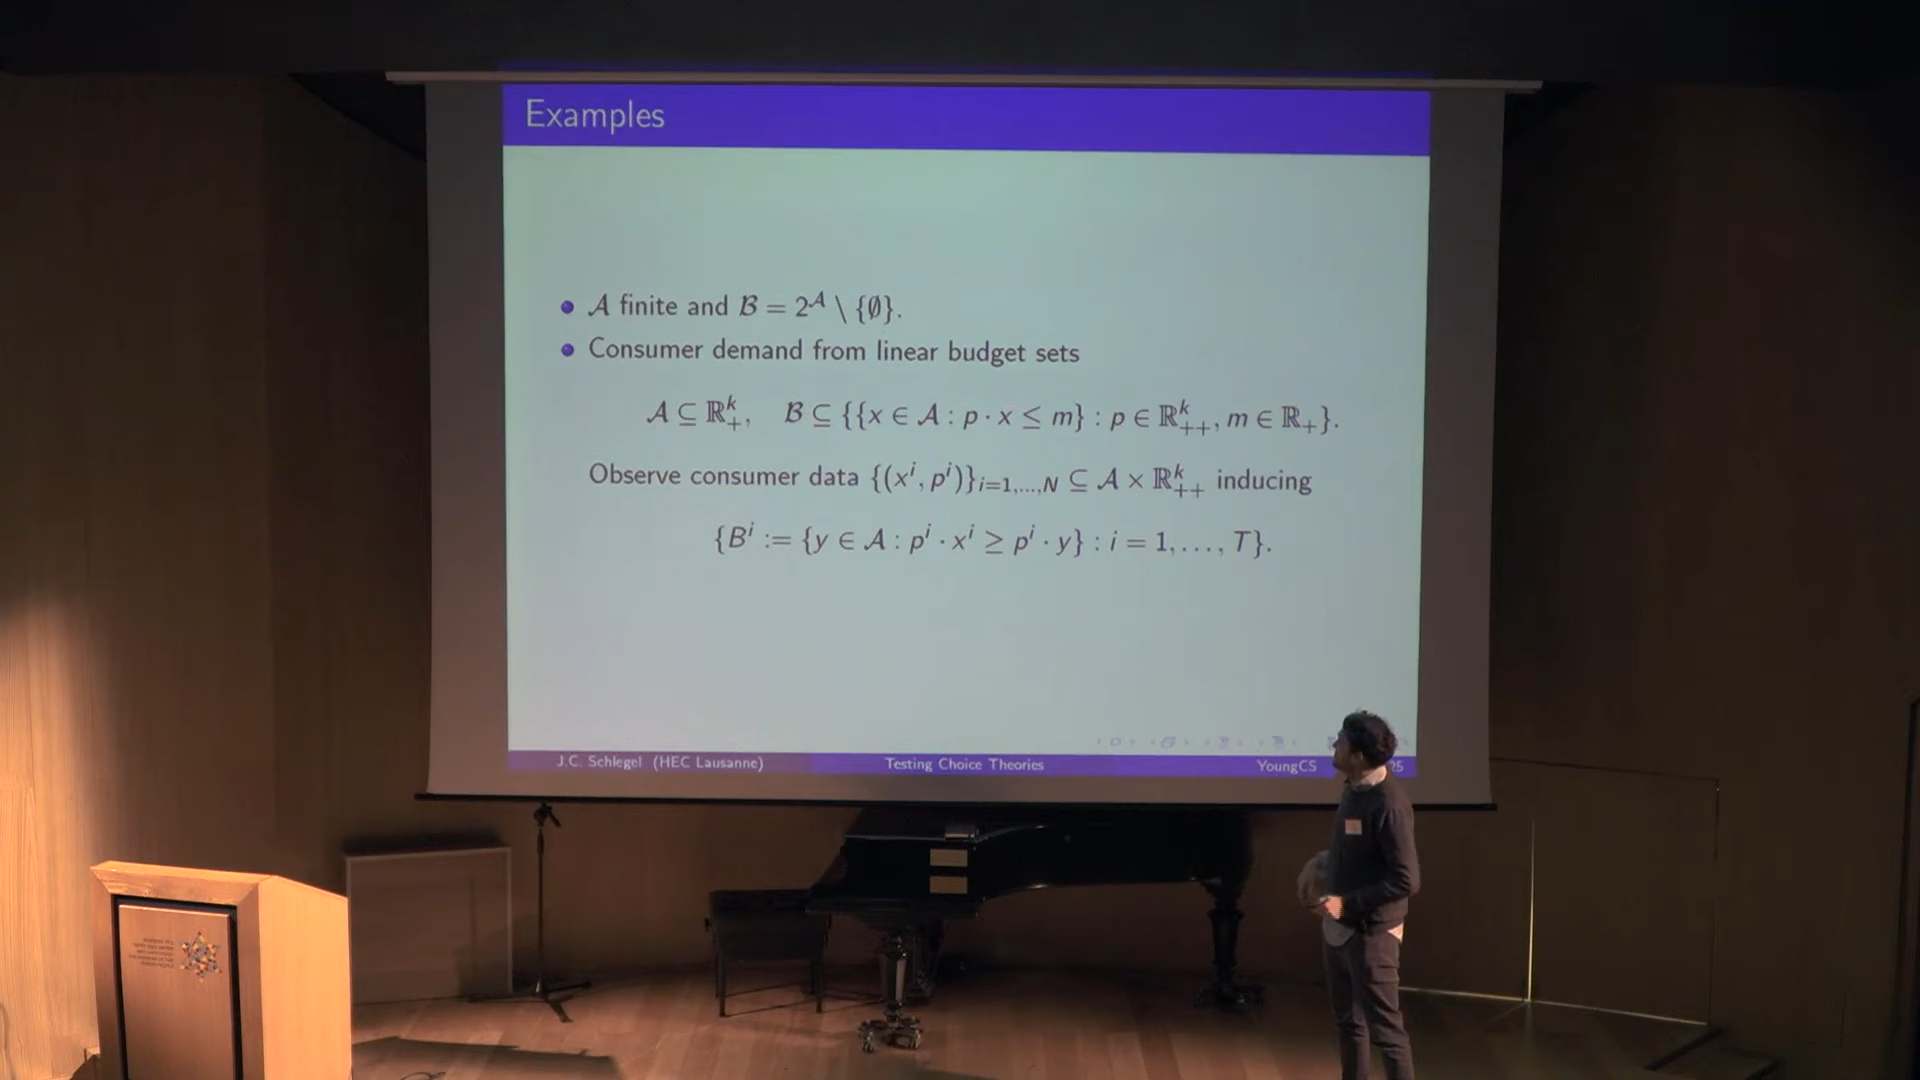 Examples
• 𝒜 finite and ℬ = 2^𝒜 \ {∅}.
• Consumer demand from linear budget sets
𝒜 ⊆ ℝ^k_+, ℬ ⊆ {{x ∈ 𝒜 : p · x ≤ m} : p ∈ ℝ^k_++, m ∈ ℝ_+}.
Observe consumer data {(x^i, p^i)}_{i=1,...,N} ⊆ 𝒜 × ℝ^k_++ inducing
{B^i := {y ∈ 𝒜 : p^i · x^i ≥ p^i · y} : i = 1, . . . , T}.
J.C. Schlegel (HEC Lausanne) Testing Choice Theories YoungCS 25